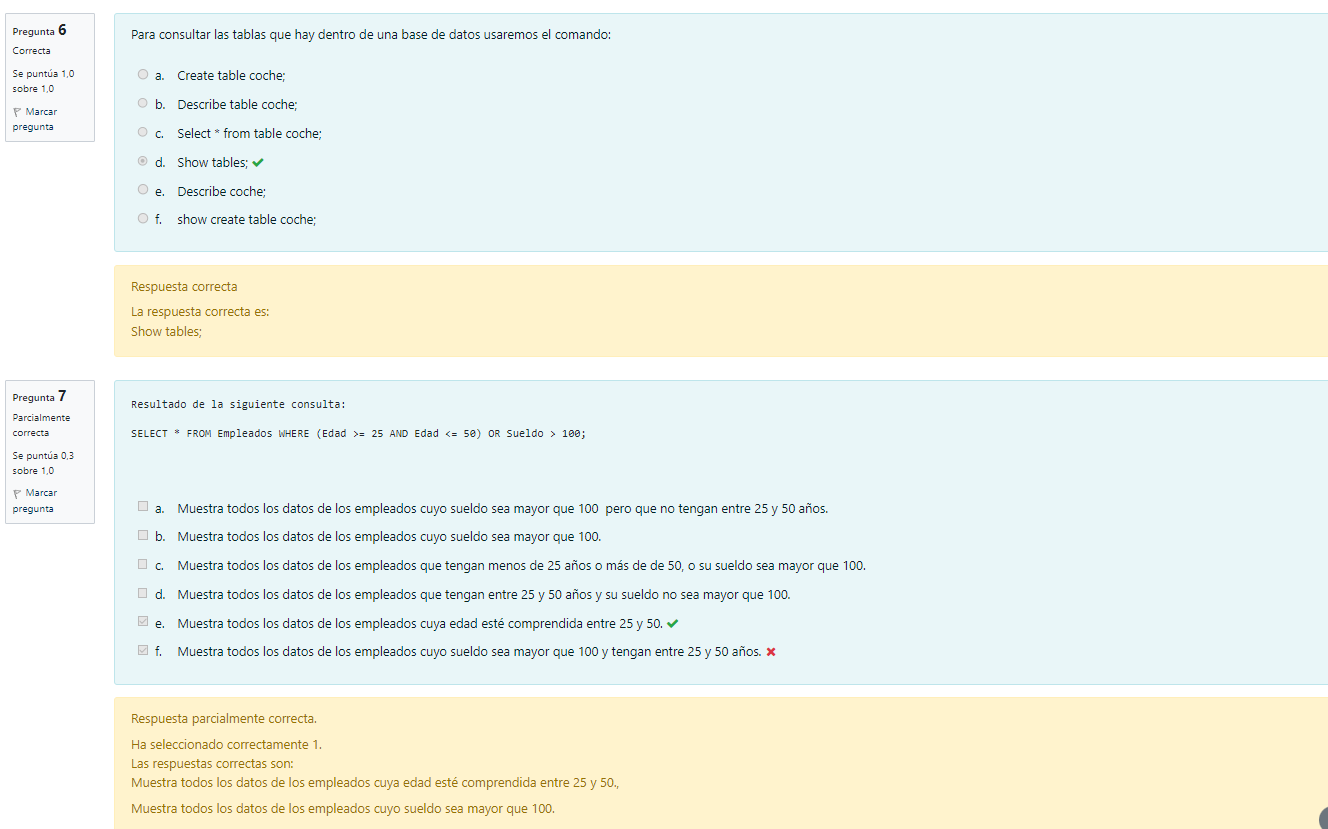 Pregunta 6
Correcta
Se puntúa 1,0
sobre 1,0
Marcar
pregunta
Para consultar las tablas que hay dentro de una base de datos usaremos el comando:
a. Create table coche;
b. Describe table coche;
c. Select * from table coche;
d. Show tables;
e. Describe coche;
f. show create table coche;
Respuesta correcta
La respuesta correcta es:
Show tables;
Pregunta 7
Parcialmente
correcta
Se puntúa 0,3
sobre 1,0
Marcar
pregunta
Resultado de la siguiente consulta:
SELECT * FROM Empleados WHERE (Edad >= 25 AND Edad <= 50) OR Sueldo > 100;
a. Muestra todos los datos de los empleados cuyo sueldo sea mayor que 100 pero que no tengan entre 25 y 50 años.
b. Muestra todos los datos de los empleados cuyo sueldo sea mayor que 100.
c. Muestra todos los datos de los empleados que tengan menos de 25 años o más de de 50, o su sueldo sea mayor que 100.
d. Muestra todos los datos de los empleados que tengan entre 25 y 50 años y su sueldo no sea mayor que 100.
e. Muestra todos los datos de los empleados cuya edad esté comprendida entre 25 y 50.
f. Muestra todos los datos de los empleados cuyo sueldo sea mayor que 100 y tengan entre 25 y 50 años.
Respuesta parcialmente correcta.
Ha seleccionado correctamente 1.
Las respuestas correctas son:
Muestra todos los datos de los empleados cuya edad esté comprendida entre 25 y 50.,
Muestra todos los datos de los empleados cuyo sueldo sea mayor que 100.